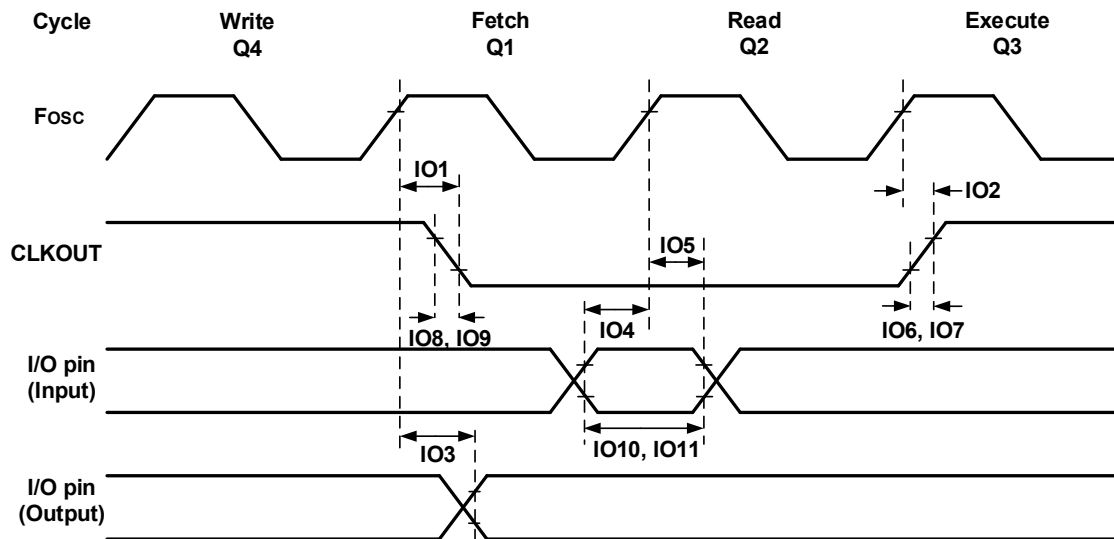 Cycle
Write
Q4
Fetch
Q1
Read
Q2
Execute
Q3
Fosc
IO1
IO2
CLKOUT
IO5
IO4
IO8, IO9
IO6, IO7
I/O pin
(Input)
IO10, IO11
IO3
I/O pin
(Output)